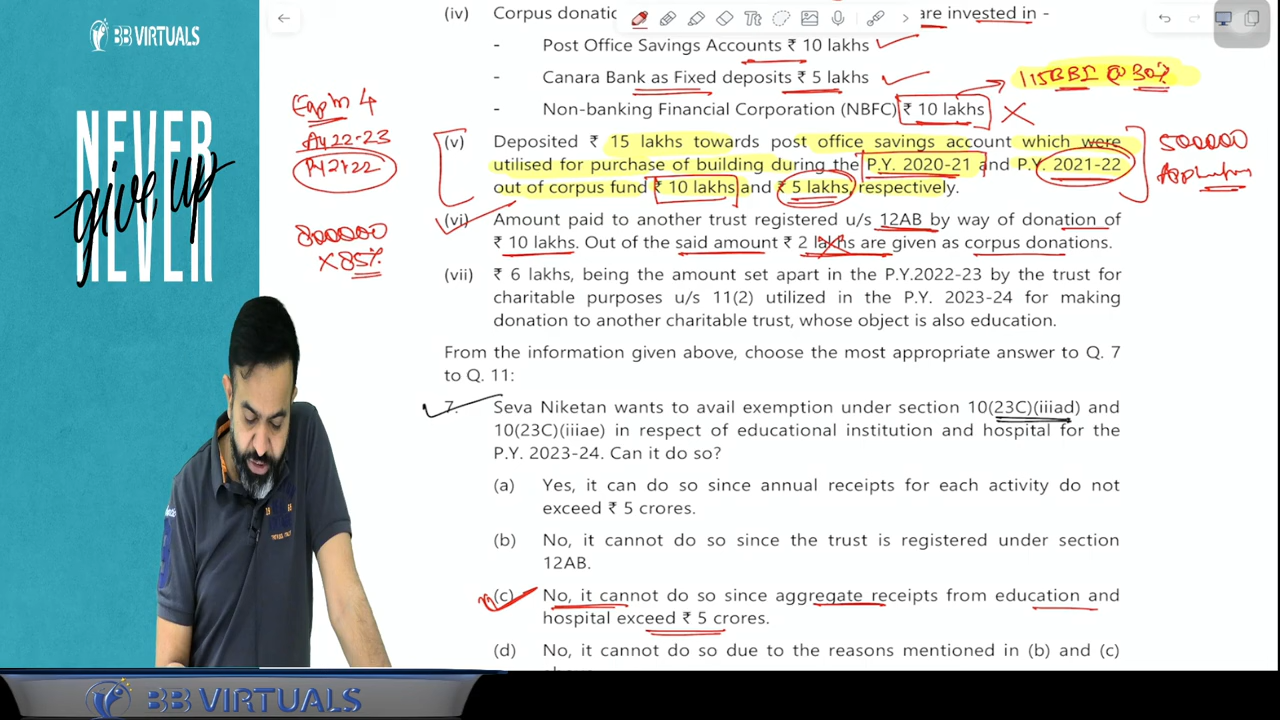 BB VIRTUALS
NEVER
give up
NEVER
(iv) Corpus donatio
are invested in -
- Post Office Savings Accounts ₹ 10 lakhs
- Canara Bank as Fixed deposits ₹ 5 lakhs
115BBI @ 30%
- Non-banking Financial Corporation (NBFC) ₹ 10 lakhs
Expln 4
AY 22-23
PY 21-22
(v) Deposited ₹ 15 lakhs towards post office savings account which were
utilised for purchase of building during the P.Y. 2020-21 and P.Y. 2021-22
out of corpus fund ₹ 10 lakhs and ₹ 5 lakhs, respectively.
500000
Application
800000
×85%
(vi) Amount paid to another trust registered u/s 12AB by way of donation of
₹ 10 lakhs. Out of the said amount ₹ 2 lakhs are given as corpus donations.
(vii) ₹ 6 lakhs, being the amount set apart in the P.Y.2022-23 by the trust for
charitable purposes u/s 11(2) utilized in the P.Y. 2023-24 for making
donation to another charitable trust, whose object is also education.
From the information given above, choose the most appropriate answer to Q. 7
to Q. 11:
7. Seva Niketan wants to avail exemption under section 10(23C)(iiiad) and
10(23C)(iiiae) in respect of educational institution and hospital for the
P.Y. 2023-24. Can it do so?
(a) Yes, it can do so since annual receipts for each activity do not
exceed ₹ 5 crores.
(b) No, it cannot do so since the trust is registered under section
12AB.
(c) No, it cannot do so since aggregate receipts from education and
hospital exceed ₹ 5 crores.
(d) No, it cannot do so due to the reasons mentioned in (b) and (c)
BB VIRTUALS